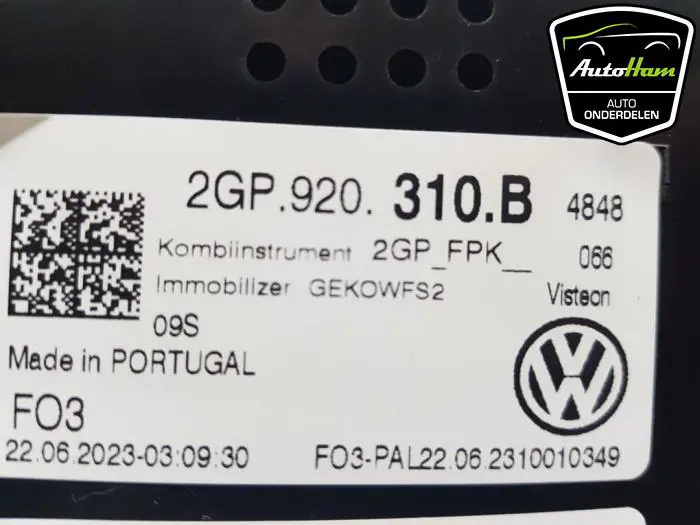 AutoHam
AUTO
ONDERDELEN
2GP.920. 310.B 4848
Kombiinstrument 2GP_FPK__ 066
Immobilizer GEKOWFS2 Visteon
09S
Made in PORTUGAL
FO3
22.06.2023-03:09:30 FO3-PAL22.06.2310010349